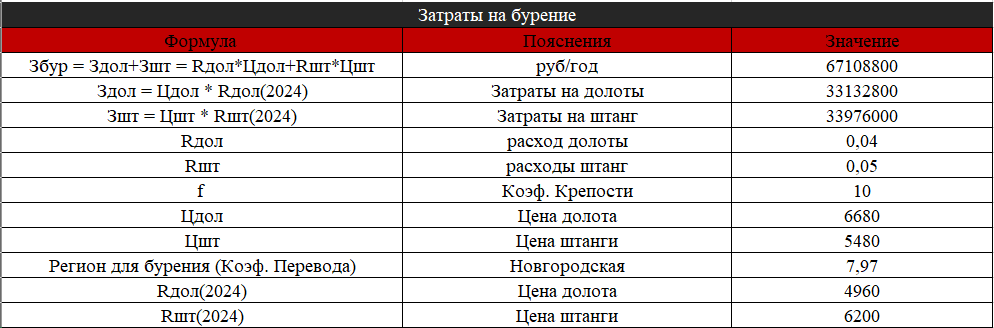 Затраты на бурение
Формула Пояснения Значение
Збур = Здол+Зшт = Rдол*Цдол+Rшт*Цшт руб/год 67108800
Здол = Цдол * Rдол(2024) Затраты на долоты 33132800
Зшт = Цшт * Rшт(2024) Затраты на штанг 33976000
Rдол расход долоты 0,04
Rшт расходы штанг 0,05
f Коэф. Крепости 10
Цдол Цена долота 6680
Цшт Цена штанги 5480
Регион для бурения (Коэф. Перевода) Новгородская 7,97
Rдол(2024) Цена долота 4960
Rшт(2024) Цена штанги 6200